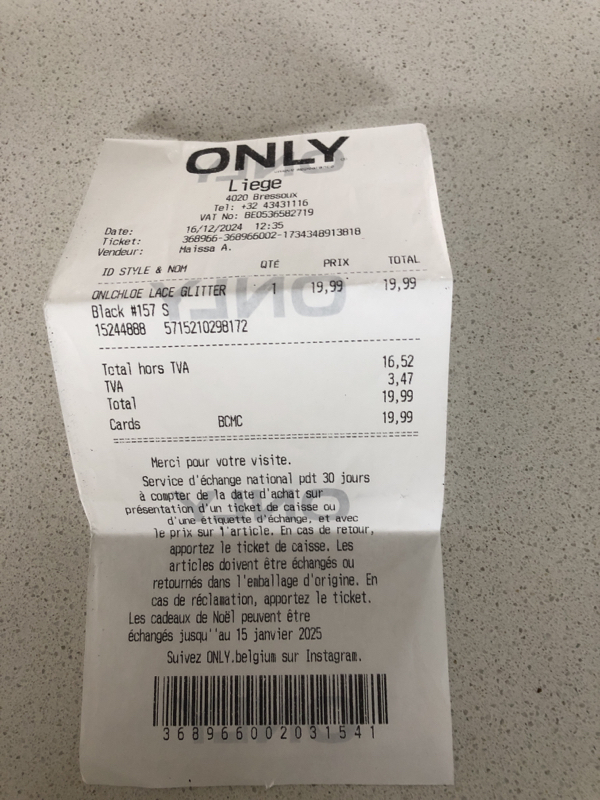 ONLY
Liege
4020 Bressoux
Tel: +32 43431116
VAT No: BE0536582719
Date: 16/12/2024 12:35
Ticket: 368966-368966002-1734348913818
Vendeur: Maissa A.
ID STYLE & NOM QTÉ PRIX TOTAL
ONLCHLOE LACE GLITTER 1 19,99 19,99
Black #157 S
15244888 5715210298172
Total hors TVA 16,52
TVA 3,47
Total 19,99
Cards BCMC 19,99
Merci pour votre visite.
Service d'échange national pdt 30 jours
à compter de la date d'achat sur
présentation d'un ticket de caisse ou
d'une étiquette d'échange, et avec
le prix sur l'article. En cas de retour,
apportez le ticket de caisse. Les
articles doivent être échangés ou
retournés dans l'emballage d'origine. En
cas de réclamation, apportez le ticket.
Les cadeaux de Noël peuvent être
échangés jusqu''au 15 janvier 2025
Suivez ONLY.belgium sur Instagram.
368966002031541